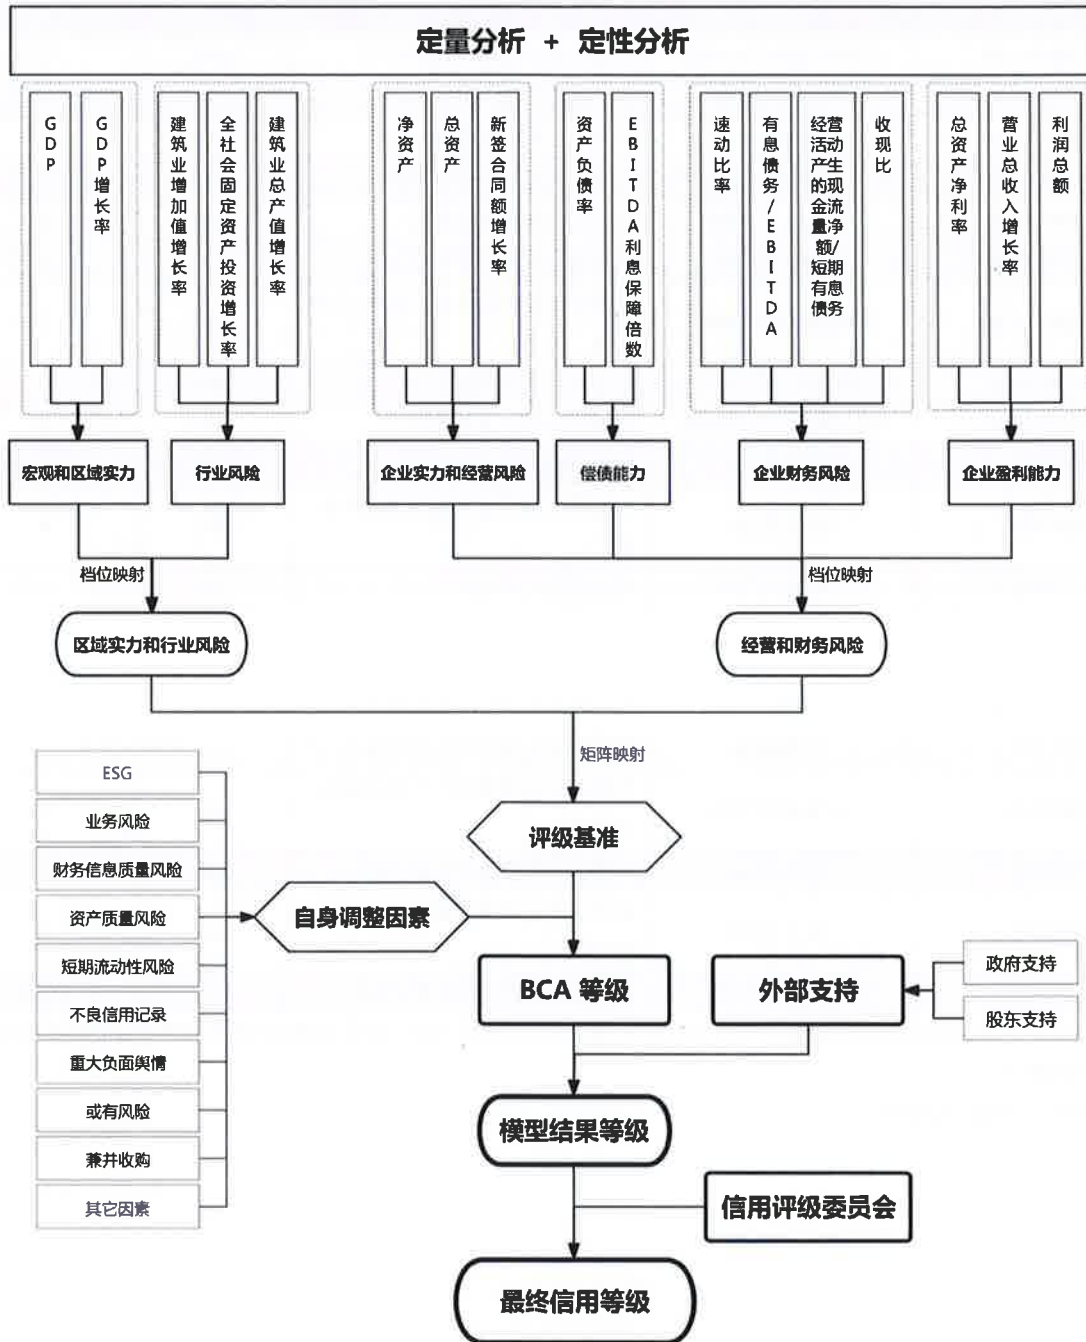 定量分析 + 定性分析
GDP
GDP增长率
建筑业增加值增长率
全社会固定资产投资增长率
建筑业总产值增长率
净资产
总资产
新签合同额增长率
资产负债率
EBITDA利息保障倍数
速动比率
有息债务/EBITDA
经营活动产生的现金流量净额/短期有息债务
收现比
总资产净利率
营业总收入增长率
利润总额
宏观和区域实力
行业风险
企业实力和经营风险
偿债能力
企业财务风险
企业盈利能力
档位映射
档位映射
区域实力和行业风险
经营和财务风险
矩阵映射
ESG
业务风险
财务信息质量风险
资产质量风险
短期流动性风险
不良信用记录
重大负面舆情
或有风险
兼并收购
其它因素
评级基准
自身调整因素
BCA 等级
外部支持
政府支持
股东支持
模型结果等级
信用评级委员会
最终信用等级